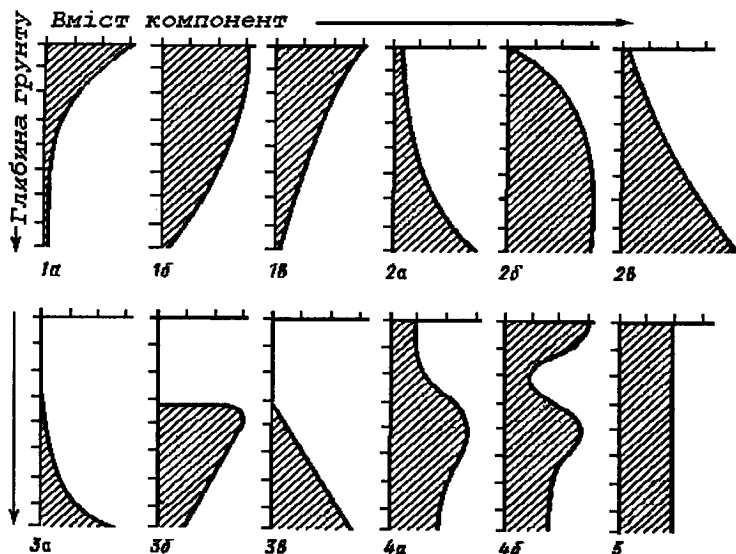 Вміст компонент
Глибина грунту
1а 1б 1в 2а 2б 2в
3а 3б 3в 4а 4б 5